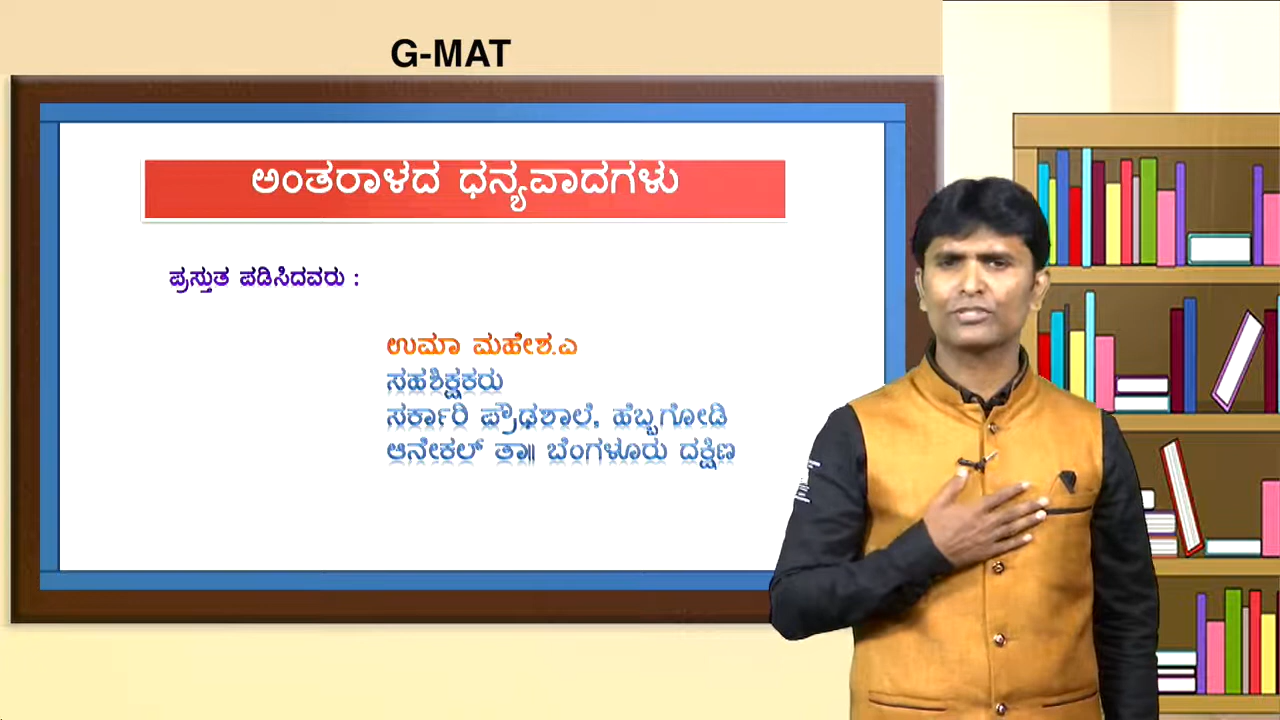 G-MAT
ಅಂತರಾಳದ ಧನ್ಯವಾದಗಳು
ಪ್ರಸ್ತುತ ಪಡಿಸಿದವರು :
ಉಮಾ ಮಹೇಶ.ಎ
ಸಹಶಿಕ್ಷಕರು
ಸರ್ಕಾರಿ ಪ್ರೌಢಶಾಲೆ, ಹೆಬ್ಬಗೋಡಿ
ಆನೇಕಲ್ ತಾ॥ ಬೆಂಗಳೂರು ದಕ್ಷಿಣ